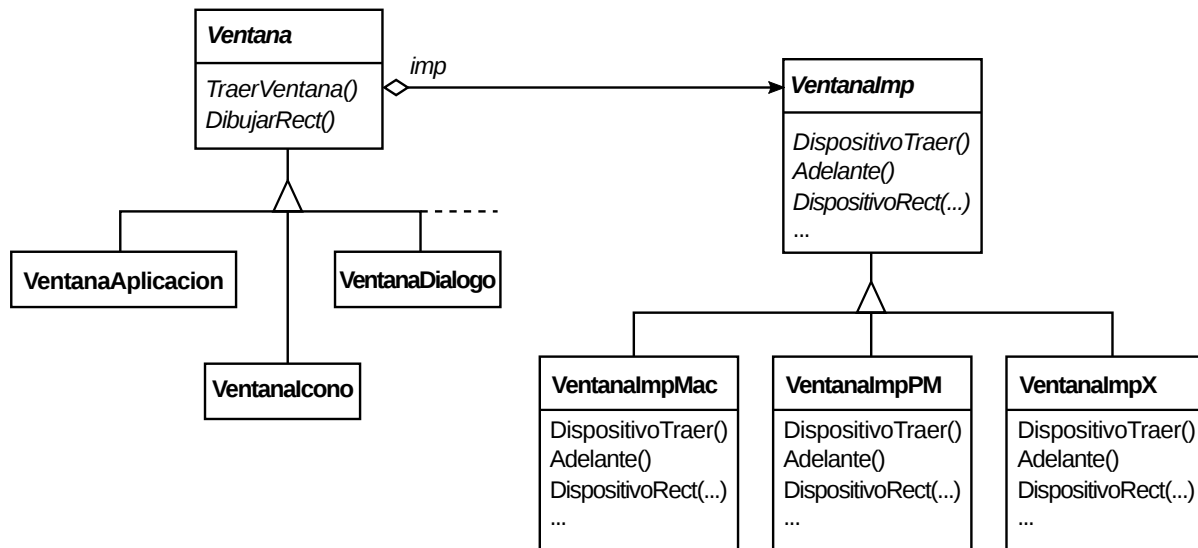 Ventana
TraerVentana()
DibujarRect()
imp
VentanaImp
DispositivoTraer()
Adelante()
DispositivoRect(...)
...
VentanaAplicacion
VentanaDialogo
VentanaIcono
VentanaImpMac
DispositivoTraer()
Adelante()
DispositivoRect(...)
...
VentanaImpPM
DispositivoTraer()
Adelante()
DispositivoRect(...)
...
VentanaImpX
DispositivoTraer()
Adelante()
DispositivoRect(...)
...